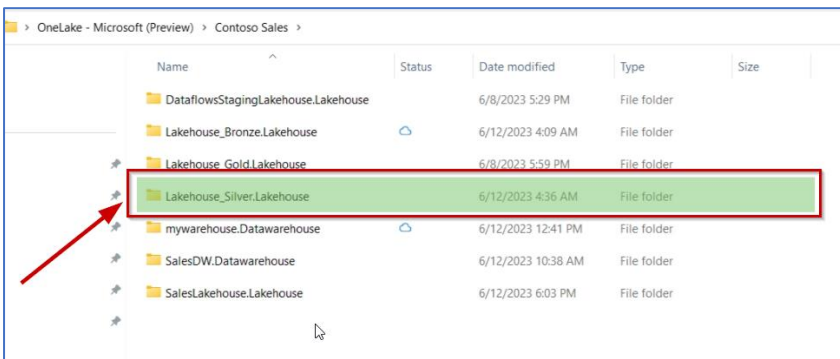 > OneLake - Microsoft (Preview) > Contoso Sales >
Name Status Date modified Type Size
DataflowsStagingLakehouse.Lakehouse 6/8/2023 5:29 PM File folder
Lakehouse_Bronze.Lakehouse 6/12/2023 4:09 AM File folder
Lakehouse_Gold.Lakehouse 6/8/2023 5:59 PM File folder
Lakehouse_Silver.Lakehouse 6/12/2023 4:36 AM File folder
mywarehouse.Datawarehouse 6/12/2023 12:41 PM File folder
SalesDW.Datawarehouse 6/12/2023 10:38 AM File folder
SalesLakehouse.Lakehouse 6/12/2023 6:03 PM File folder